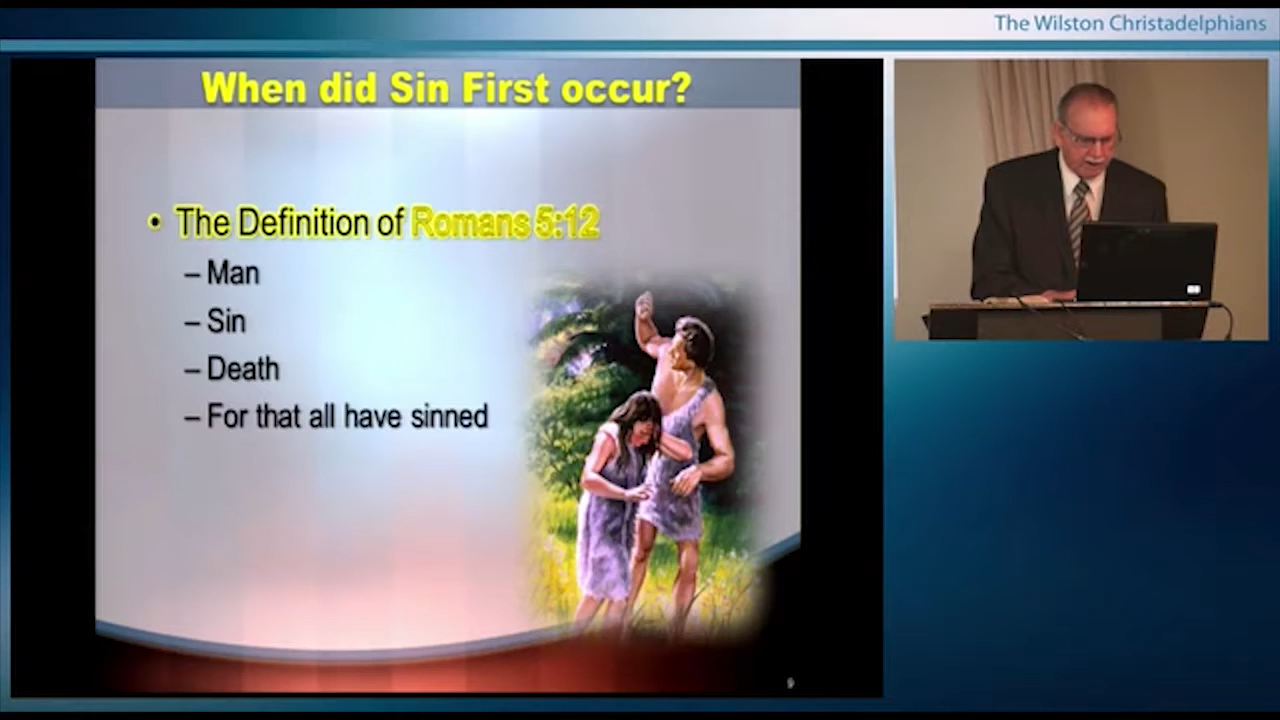 The Wilston Christadelphians
When did Sin First occur?
• The Definition of Romans 5:12
– Man
– Sin
– Death
– For that all have sinned
9